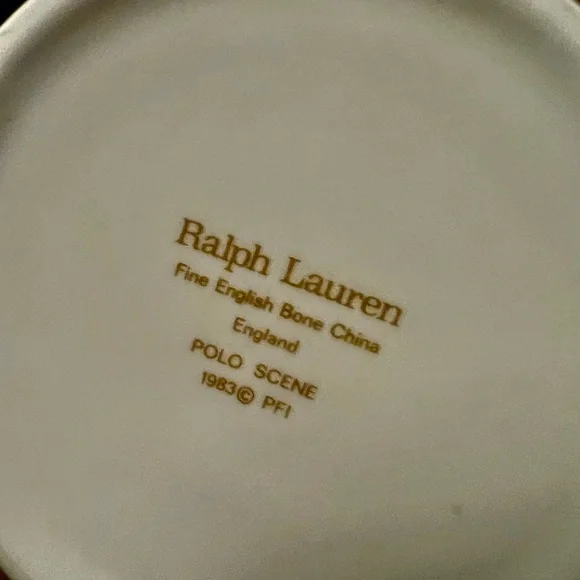 Ralph Lauren
Fine English Bone China
England
POLO SCENE
1983© PFI